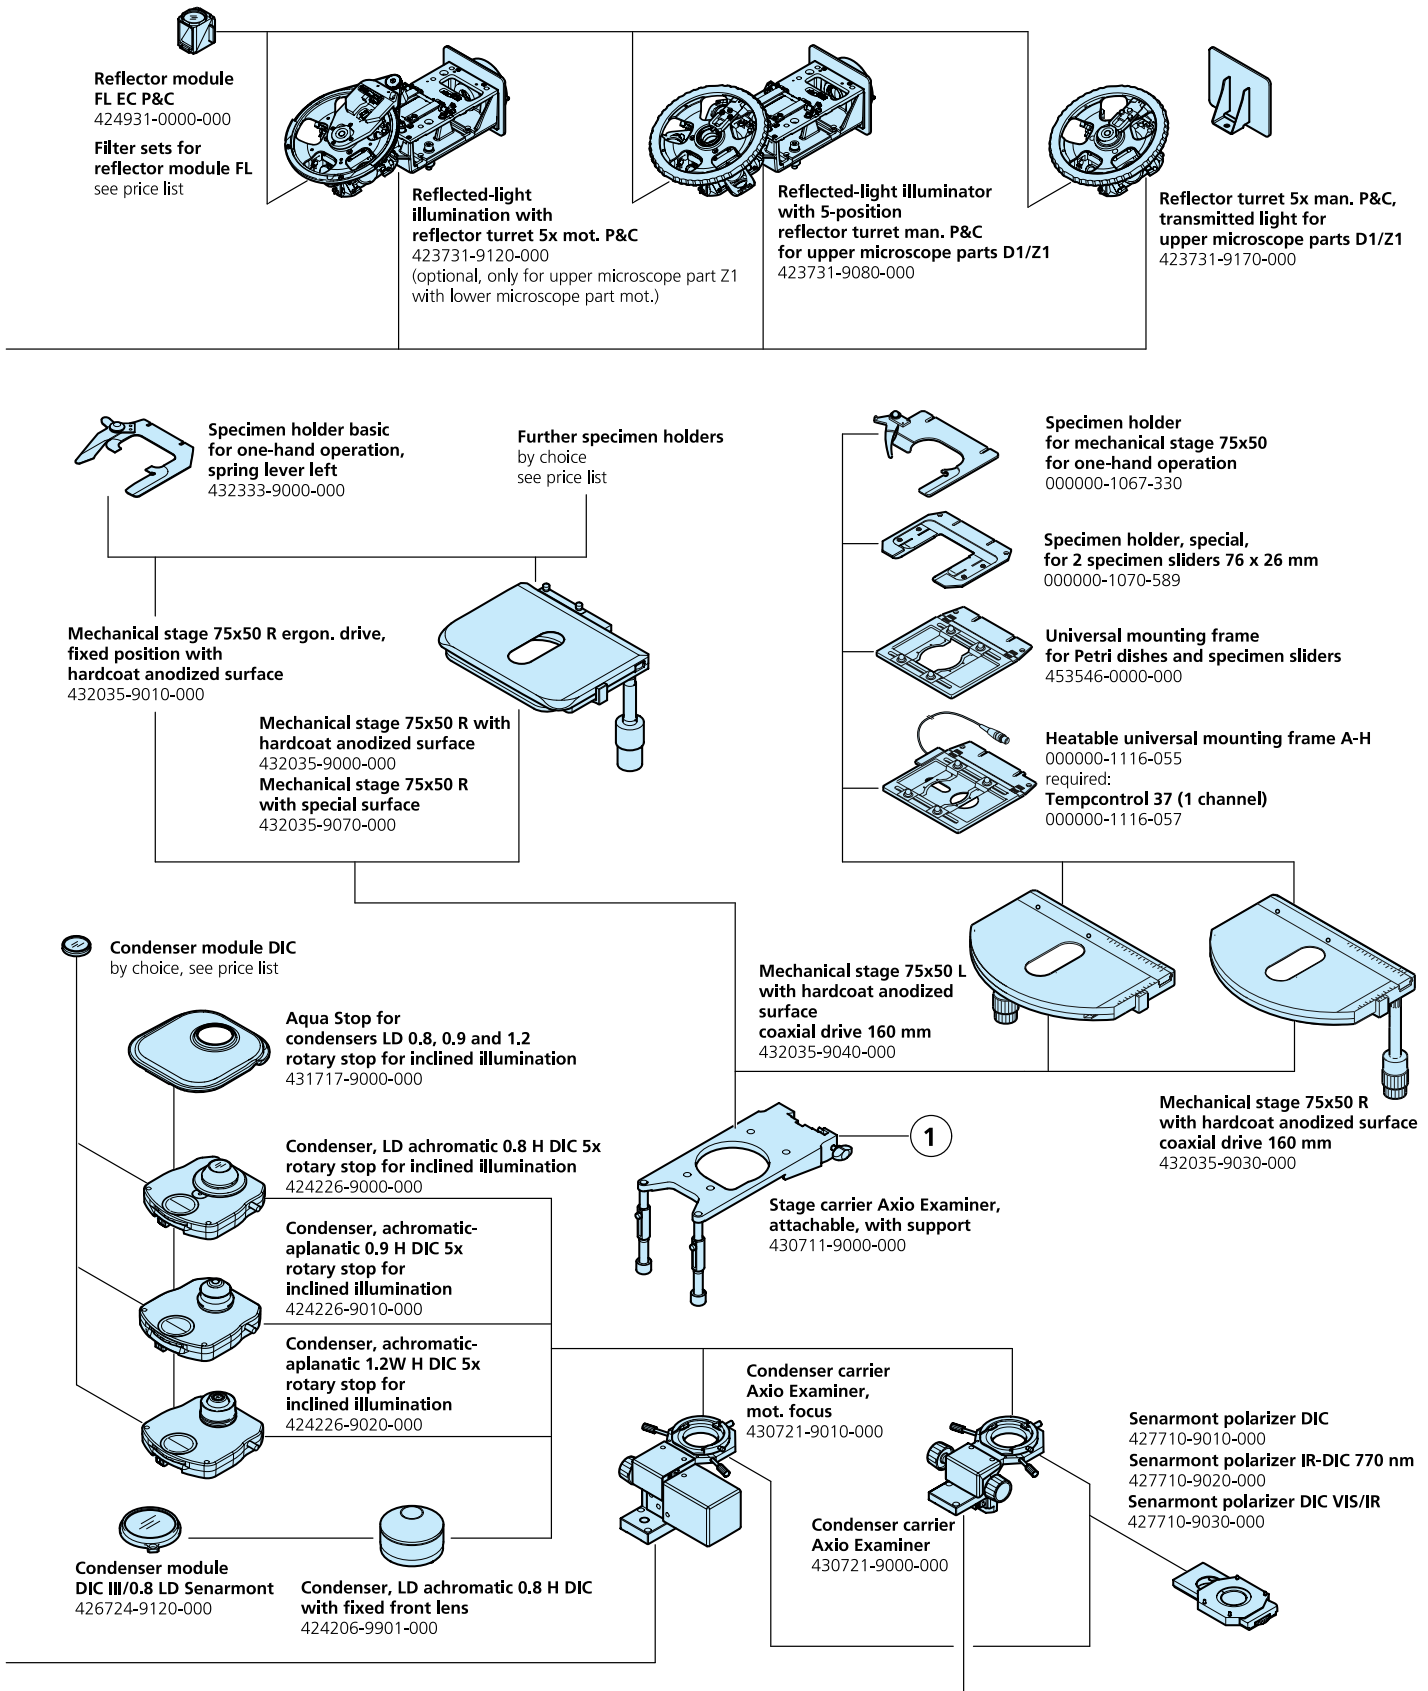 Reflector module
FL EC P&C
424931-0000-000
Filter sets for
reflector module FL
see price list
Reflected-light
illumination with
reflector turret 5x mot. P&C
423731-9120-000
(optional, only for upper microscope part Z1
with lower microscope part mot.)
Reflected-light illuminator
with 5-position
reflector turret man. P&C
for upper microscope parts D1/Z1
423731-9080-000
Reflector turret 5x man. P&C,
transmitted light for
upper microscope parts D1/Z1
423731-9170-000
Specimen holder basic
for one-hand operation,
spring lever left
432333-9000-000
Further specimen holders
by choice
see price list
Specimen holder
for mechanical stage 75x50
for one-hand operation
000000-1067-330
Specimen holder, special,
for 2 specimen sliders 76 x 26 mm
000000-1070-589
Mechanical stage 75x50 R ergon. drive,
fixed position with
hardcoat anodized surface
432035-9010-000
Universal mounting frame
for Petri dishes and specimen sliders
453546-0000-000
Mechanical stage 75x50 R with
hardcoat anodized surface
432035-9000-000
Mechanical stage 75x50 R
with special surface
432035-9070-000
Heatable universal mounting frame A-H
000000-1116-055
required:
Tempcontrol 37 (1 channel)
000000-1116-057
Condenser module DIC
by choice, see price list
Mechanical stage 75x50 L
with hardcoat anodized
surface
coaxial drive 160 mm
432035-9040-000
Aqua Stop for
condensers LD 0.8, 0.9 and 1.2
rotary stop for inclined illumination
431717-9000-000
Mechanical stage 75x50 R
with hardcoat anodized surface
coaxial drive 160 mm
432035-9030-000
1
Condenser, LD achromatic 0.8 H DIC 5x
rotary stop for inclined illumination
424226-9000-000
Stage carrier Axio Examiner,
attachable, with support
430711-9000-000
Condenser, achromatic-
aplanatic 0.9 H DIC 5x
rotary stop for
inclined illumination
424226-9010-000
Condenser, achromatic-
aplanatic 1.2W H DIC 5x
rotary stop for
inclined illumination
424226-9020-000
Condenser carrier
Axio Examiner,
mot. focus
430721-9010-000
Senarmont polarizer DIC
427710-9010-000
Senarmont polarizer IR-DIC 770 nm
427710-9020-000
Senarmont polarizer DIC VIS/IR
427710-9030-000
Condenser carrier
Axio Examiner
430721-9000-000
Condenser module
DIC III/0.8 LD Senarmont
426724-9120-000
Condenser, LD achromatic 0.8 H DIC
with fixed front lens
424206-9901-000